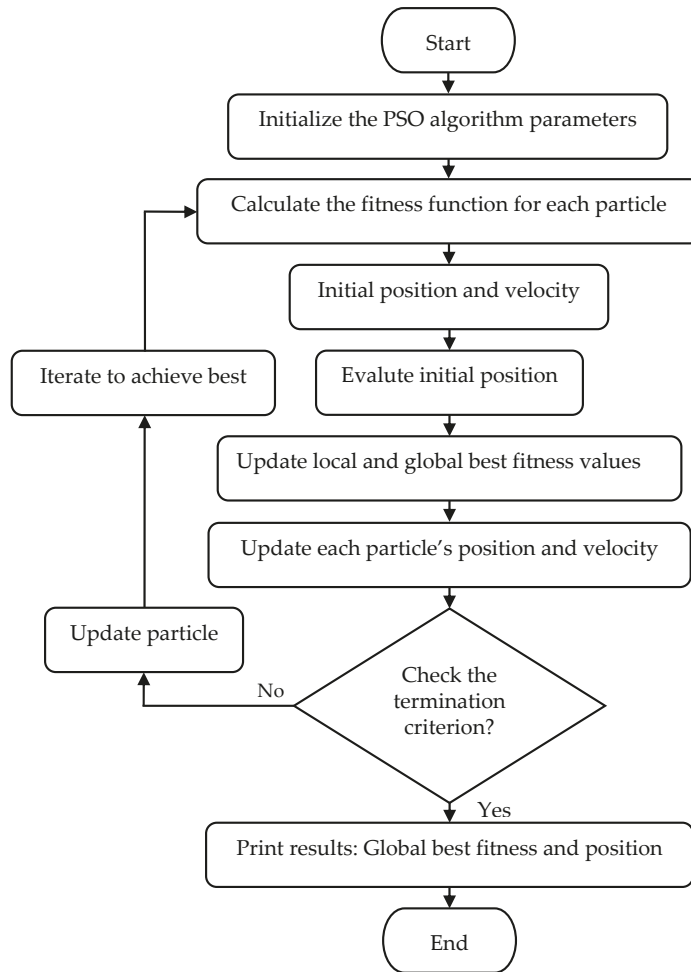 Start
Initialize the PSO algorithm parameters
Calculate the fitness function for each particle
Initial position and velocity
Iterate to achieve best
Evalute initial position
Update local and global best fitness values
Update each particle’s position and velocity
Update particle
No
Check the
termination
criterion?
Yes
Print results: Global best fitness and position
End